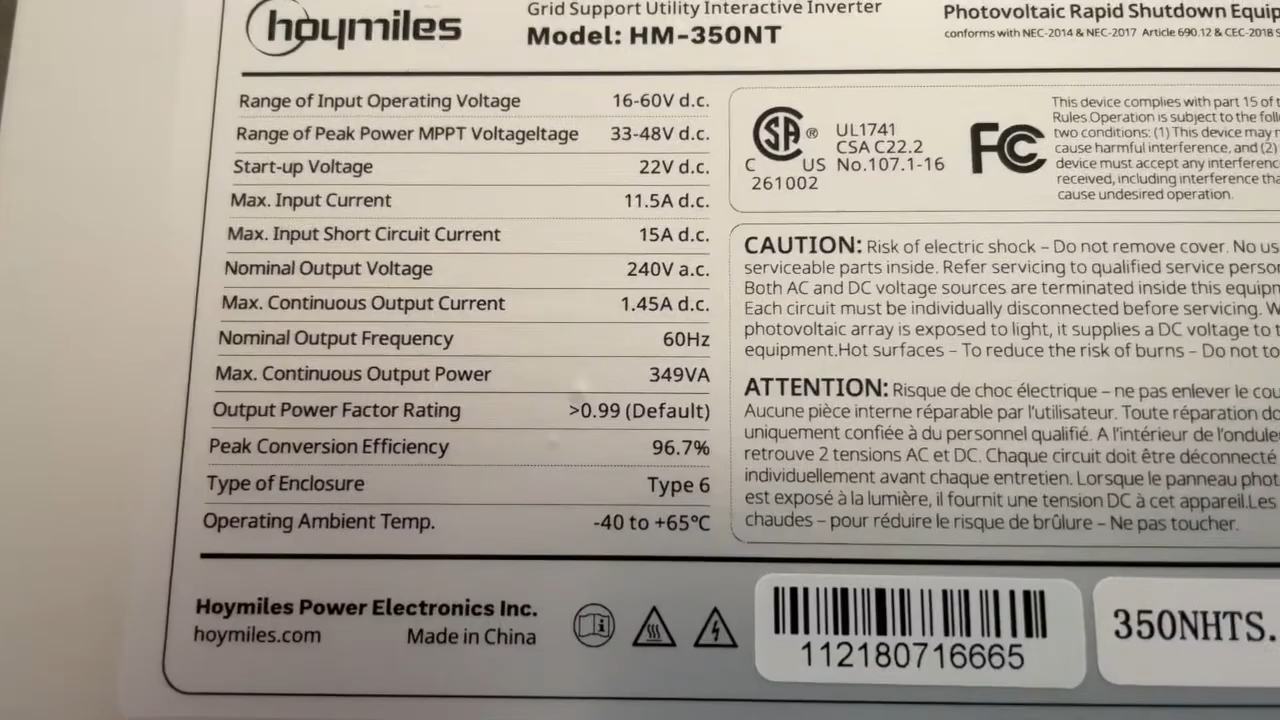 hoymiles
Grid Support Utility Interactive Inverter
Model: HM-350NT
Photovoltaic Rapid Shutdown
conforms with NEC-2014 & NEC-2017 Article 690.12 & CEC-2018
Range of Input Operating Voltage 16-60V d.c.
Range of Peak Power MPPT Voltageltage 33-48V d.c.
Start-up Voltage 22V d.c.
Max. Input Current 11.5A d.c.
Max. Input Short Circuit Current 15A d.c.
Nominal Output Voltage 240V a.c.
Max. Continuous Output Current 1.45A d.c.
Nominal Output Frequency 60Hz
Max. Continuous Output Power 349VA
Output Power Factor Rating >0.99 (Default)
Peak Conversion Efficiency 96.7%
Type of Enclosure Type 6
Operating Ambient Temp. -40 to +65℃
SA ®
C US
261002
UL1741
CSA C22.2
No.107.1-16
FC
This device complies with part 15 of
Rules.Operation is subject to the
two conditions: (1) This device may
cause harmful interference, and (2)
device must accept any
received, including interference
cause undesired operation.
CAUTION: Risk of electric shock – Do not remove cover. No
serviceable parts inside. Refer servicing to qualified service
Both AC and DC voltage sources are terminated inside this
Each circuit must be individually disconnected before servicing.
photovoltaic array is exposed to light, it supplies a DC voltage to
equipment.Hot surfaces – To reduce the risk of burns – Do not
ATTENTION: Risque de choc électrique – ne pas enlever le
Aucune pièce interne réparable par l'utilisateur. Toute réparation
uniquement confiée à du personnel qualifié. A l'intérieur de
retrouve 2 tensions AC et DC. Chaque circuit doit être déconnecté
individuellement avant chaque entretien. Lorsque le panneau
est exposé à la lumière, il fournit une tension DC à cet appareil.Les
chaudes – pour réduire le risque de brûlure – Ne pas toucher.
Hoymiles Power Electronics Inc.
hoymiles.com Made in China
112180716665
350NHTS.